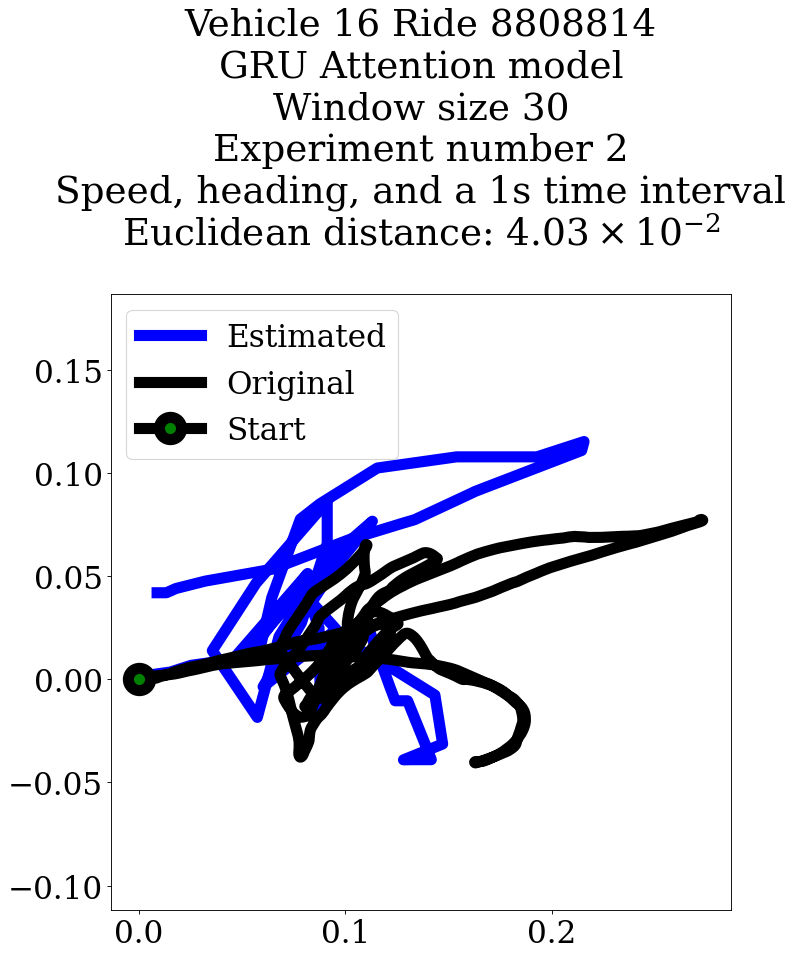 Vehicle 16 Ride 8808814
GRU Attention model
Window size 30
Experiment number 2
Speed, heading, and a 1s time interval
Euclidean distance: 4.03 × 10⁻²
Estimated
Original
Start
0.15
0.10
0.05
0.00
−0.05
−0.10
0.0 0.1 0.2